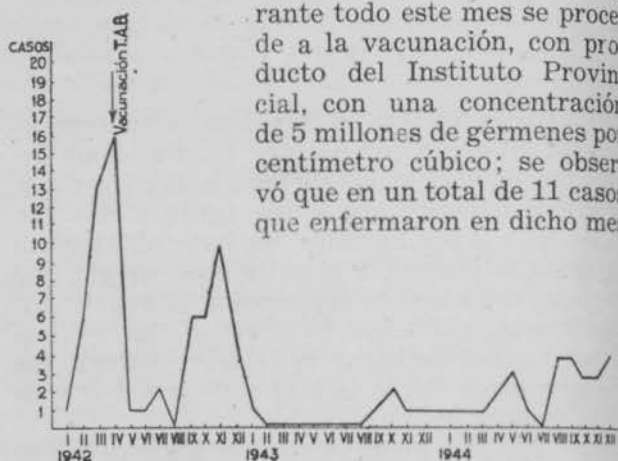 rante todo este mes se proce
de a la vacunación, con pro
ducto del Instituto Provin
cial, con una concentración
de 5 millones de gérmenes po
centímetro cúbico; se obser
vó que en un total de 11 caso
que enfermaron en dicho me
CASOS
Vacunación T.A.B.
20
19
18
17
16
15
14
13
12
11
10
9
8
7
6
5
4
3
2
1
I II III IV V VI VII VIII IX X XI XII I II III IV V VI VII VIII IX X XI XII I II III IV V VI VII VIII IX X XI XII
1942 1943 1944